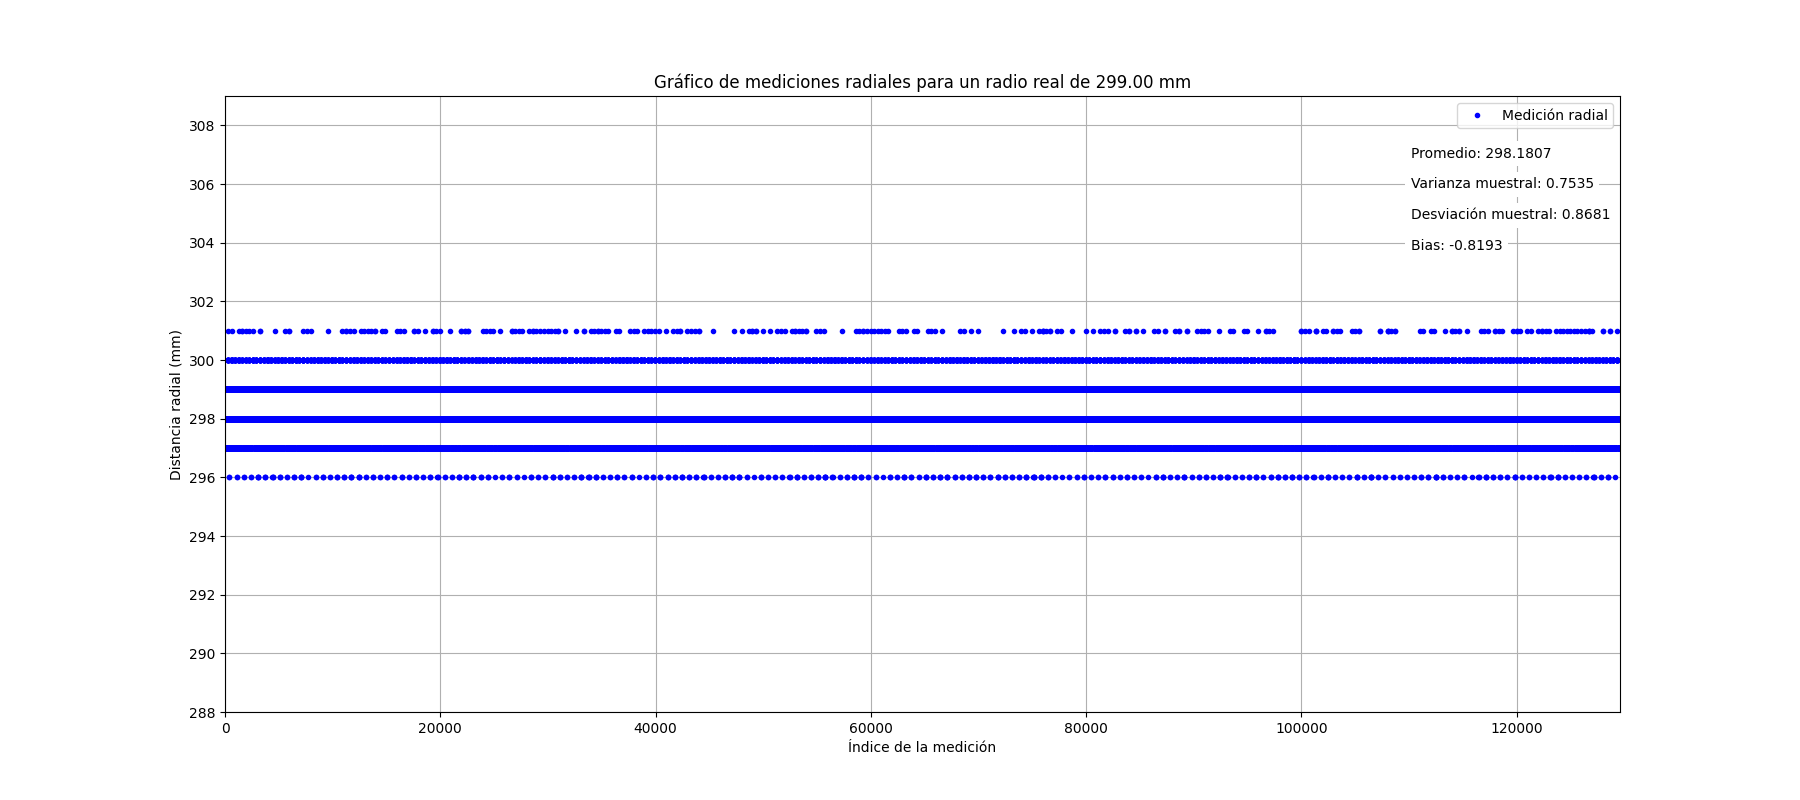 Gráfico de mediciones radiales para un radio real de 299.00 mm
Medición radial
Promedio: 298.1807
Varianza muestral: 0.7535
Desviación muestral: 0.8681
Bias: -0.8193
Distancia radial (mm)
308
306
304
302
300
298
296
294
292
290
288
0 20000 40000 60000 80000 100000 120000
Índice de la medición